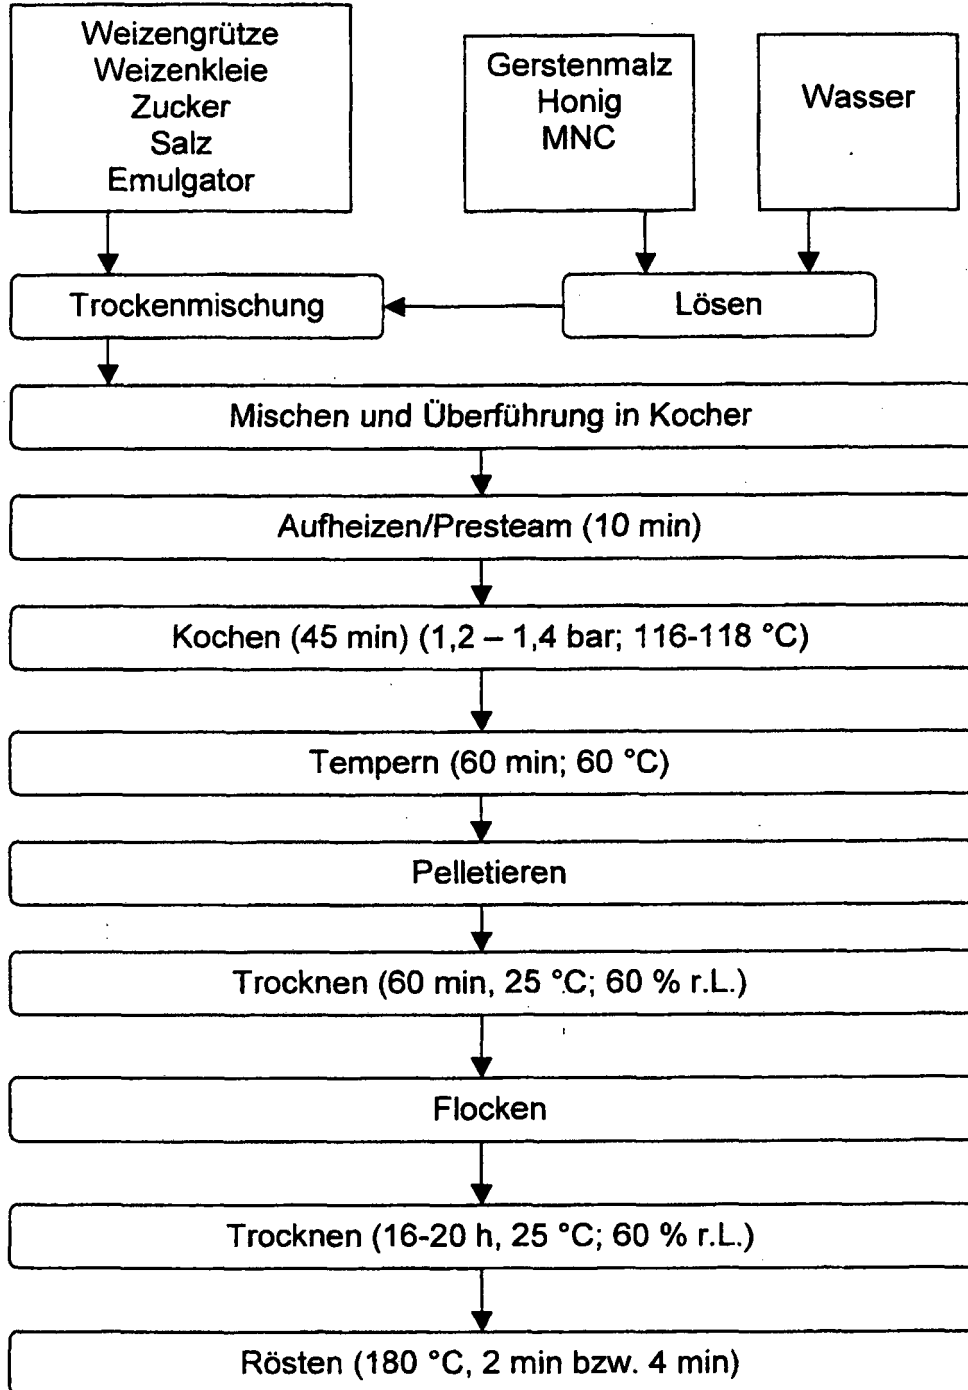 Weizengrütze
Weizenkleie
Zucker
Salz
Emulgator
Gerstenmalz
Honig
MNC
Wasser
Trockenmischung
Lösen
Mischen und Überführung in Kocher
Aufheizen/Presteam (10 min)
Kochen (45 min) (1,2 – 1,4 bar; 116-118 °C)
Tempern (60 min; 60 °C)
Pelletieren
Trocknen (60 min, 25 °C; 60 % r.L.)
Flocken
Trocknen (16-20 h, 25 °C; 60 % r.L.)
Rösten (180 °C, 2 min bzw. 4 min)